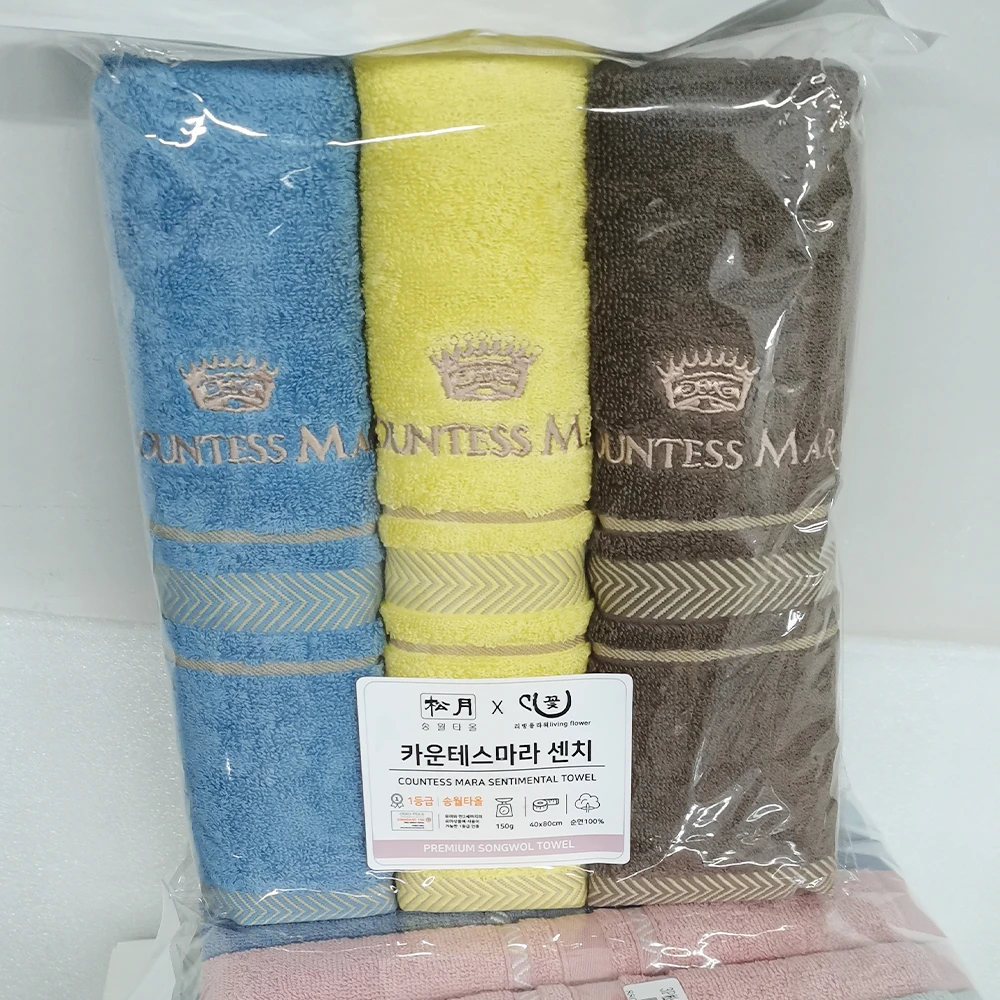 OUNTESS MA
OUNTESS M
OUNTESS MAR
松月 X 꽃
송월타올 리빙플라워living flower
카운테스마라 센치
COUNTESS MARA SENTIMENTAL TOWEL
1등급 송월타올
150g 40x80cm 순면100%
PREMIUM SONGWOL TOWEL